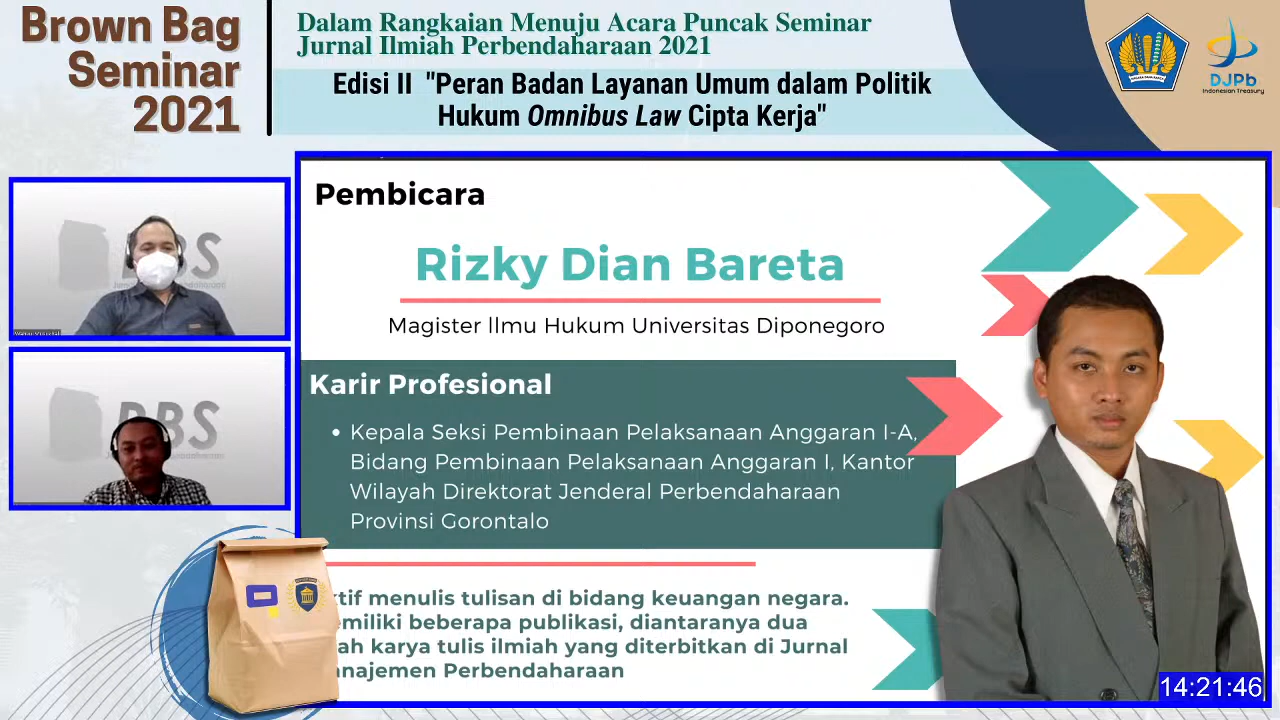 Brown Bag
Seminar
2021
Dalam Rangkaian Menuju Acara Puncak Seminar
Jurnal Ilmiah Perbendaharaan 2021
Edisi II "Peran Badan Layanan Umum dalam Politik
Hukum Omnibus Law Cipta Kerja"
DJPb
Indonesian Treasury
Pembicara
Rizky Dian Bareta
Magister Ilmu Hukum Universitas Diponegoro
Karir Profesional
• Kepala Seksi Pembinaan Pelaksanaan Anggaran I-A,
Bidang Pembinaan Pelaksanaan Anggaran I, Kantor
Wilayah Direktorat Jenderal Perbendaharaan
Provinsi Gorontalo
ktif menulis tulisan di bidang keuangan negara.
emiliki beberapa publikasi, diantaranya dua
ah karya tulis ilmiah yang diterbitkan di Jurnal
najemen Perbendaharaan
14:21:46